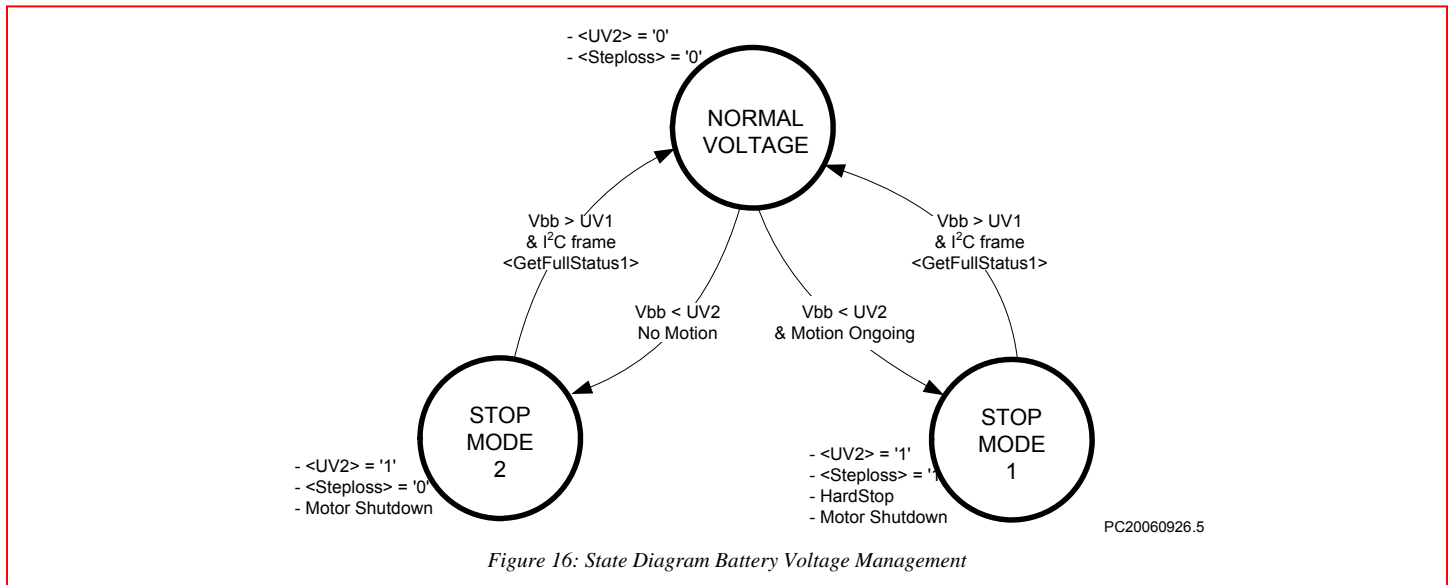 - <UV2> = '0'
- <Steploss> = '0'
NORMAL
VOLTAGE
Vbb > UV1
& I²C frame
<GetFullStatus1>
Vbb > UV1
& I²C frame
<GetFullStatus1>
Vbb < UV2
No Motion
Vbb < UV2
& Motion Ongoing
STOP
MODE
2
STOP
MODE
1
- <UV2> = '1'
- <Steploss> = '0'
- Motor Shutdown
- <UV2> = '1'
- <Steploss> = '1
- HardStop
- Motor Shutdown
PC20060926.5
Figure 16: State Diagram Battery Voltage Management